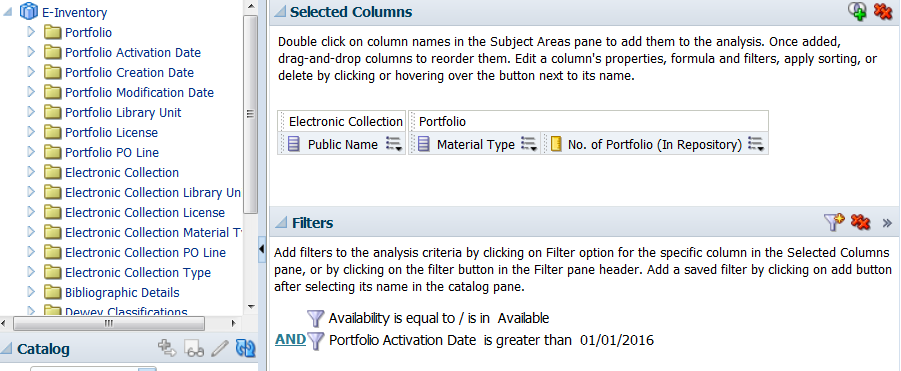 E-Inventory
Portfolio
Portfolio Activation Date
Portfolio Creation Date
Portfolio Modification Date
Portfolio Library Unit
Portfolio License
Portfolio PO Line
Electronic Collection
Electronic Collection Library Un
Electronic Collection License
Electronic Collection Material T
Electronic Collection PO Line
Electronic Collection Type
Bibliographic Details
Dewey Classifications
Catalog
Selected Columns
Double click on column names in the Subject Areas pane to add them to the analysis. Once added,
drag-and-drop columns to reorder them. Edit a column's properties, formula and filters, apply sorting, or
delete by clicking or hovering over the button next to its name.
Electronic Collection Portfolio
Public Name Material Type No. of Portfolio (In Repository)
Filters
Add filters to the analysis criteria by clicking on Filter option for the specific column in the Selected Columns
pane, or by clicking on the filter button in the Filter pane header. Add a saved filter by clicking on add button
after selecting its name in the catalog pane.
Availability is equal to / is in Available
AND Portfolio Activation Date is greater than 01/01/2016